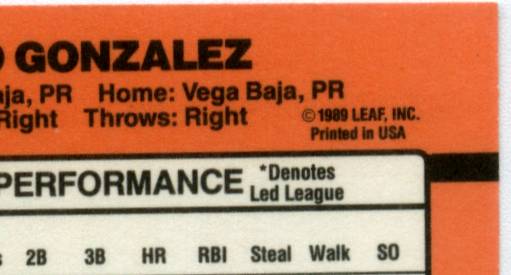 GONZALEZ
PR Home: Vega Baja, PR
Right Throws: Right © 1989 LEAF, INC.
Printed in USA
PERFORMANCE *Denotes
Led League
2B 3B HR RBI Steal Walk SO